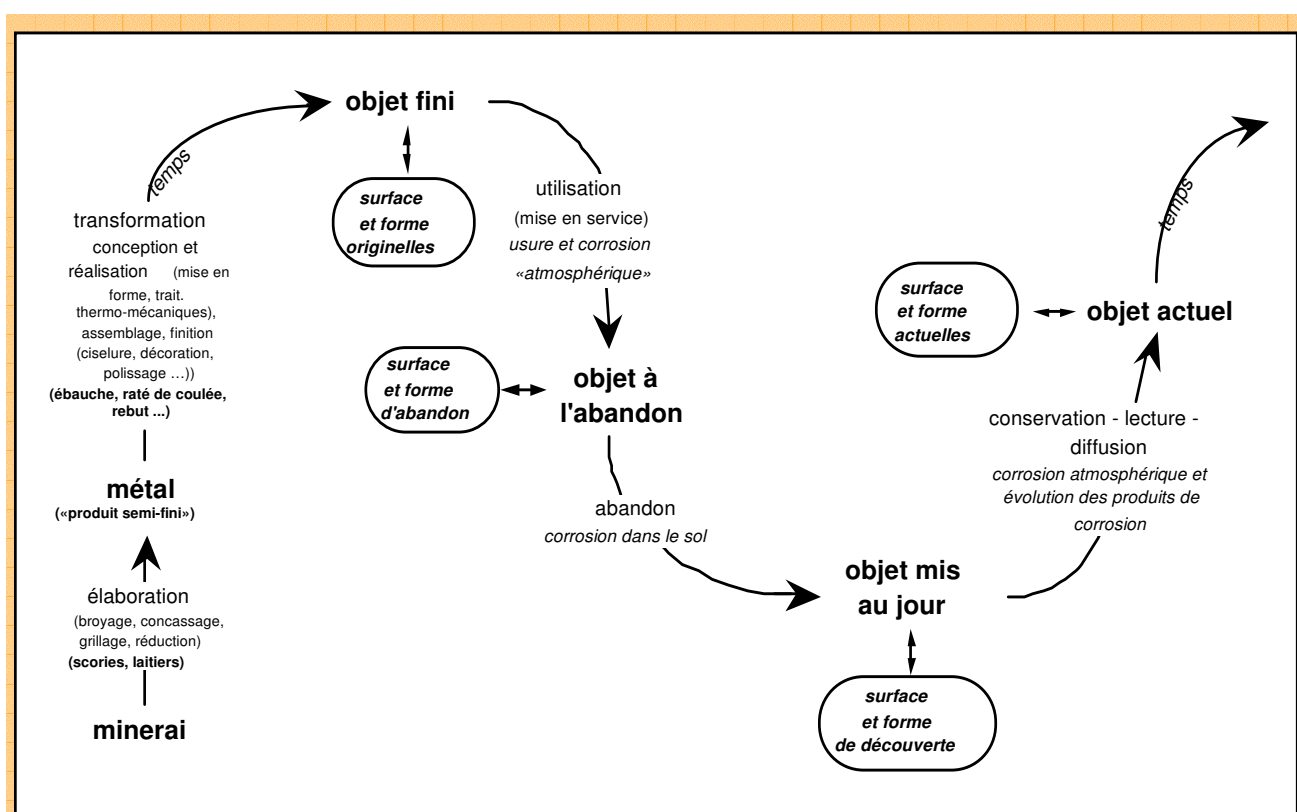 objet fini
temps
surface
et forme
originelles
transformation
conception et
réalisation (mise en
forme, trait.
thermo-mécaniques),
assemblage, finition
(ciselure, décoration,
polissage ...))
(ébauche, raté de coulée,
rebut ...)
métal
(«produit semi-fini»)
élaboration
(broyage, concassage,
grillage, réduction)
(scories, laitiers)
minerai
utilisation
(mise en service)
usure et corrosion
«atmosphérique»
surface
et forme
d'abandon
objet à
l'abandon
abandon
corrosion dans le sol
objet mis
au jour
surface
et forme
de découverte
conservation - lecture -
diffusion
corrosion atmosphérique et
évolution des produits de
corrosion
surface
et forme
actuelles
objet actuel
temps